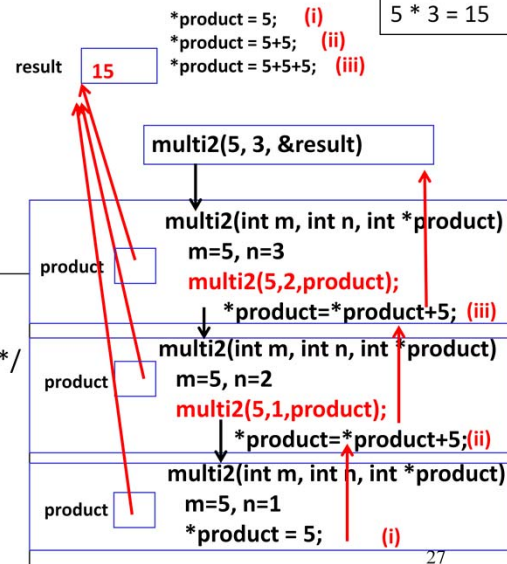 *product = 5; (i)
5 * 3 = 15
*product = 5+5; (ii)
*product = 5+5+5; (iii)
result 15
multi2(5, 3, &result)
multi2(int m, int n, int *product)
m=5, n=3
product
multi2(5,2,product);
*product=*product+5; (iii)
multi2(int m, int n, int *product)
*/
product m=5, n=2
multi2(5,1,product);
*product=*product+5;(ii)
multi2(int m, int n, int *product)
m=5, n=1
product
*product = 5; (i)
27